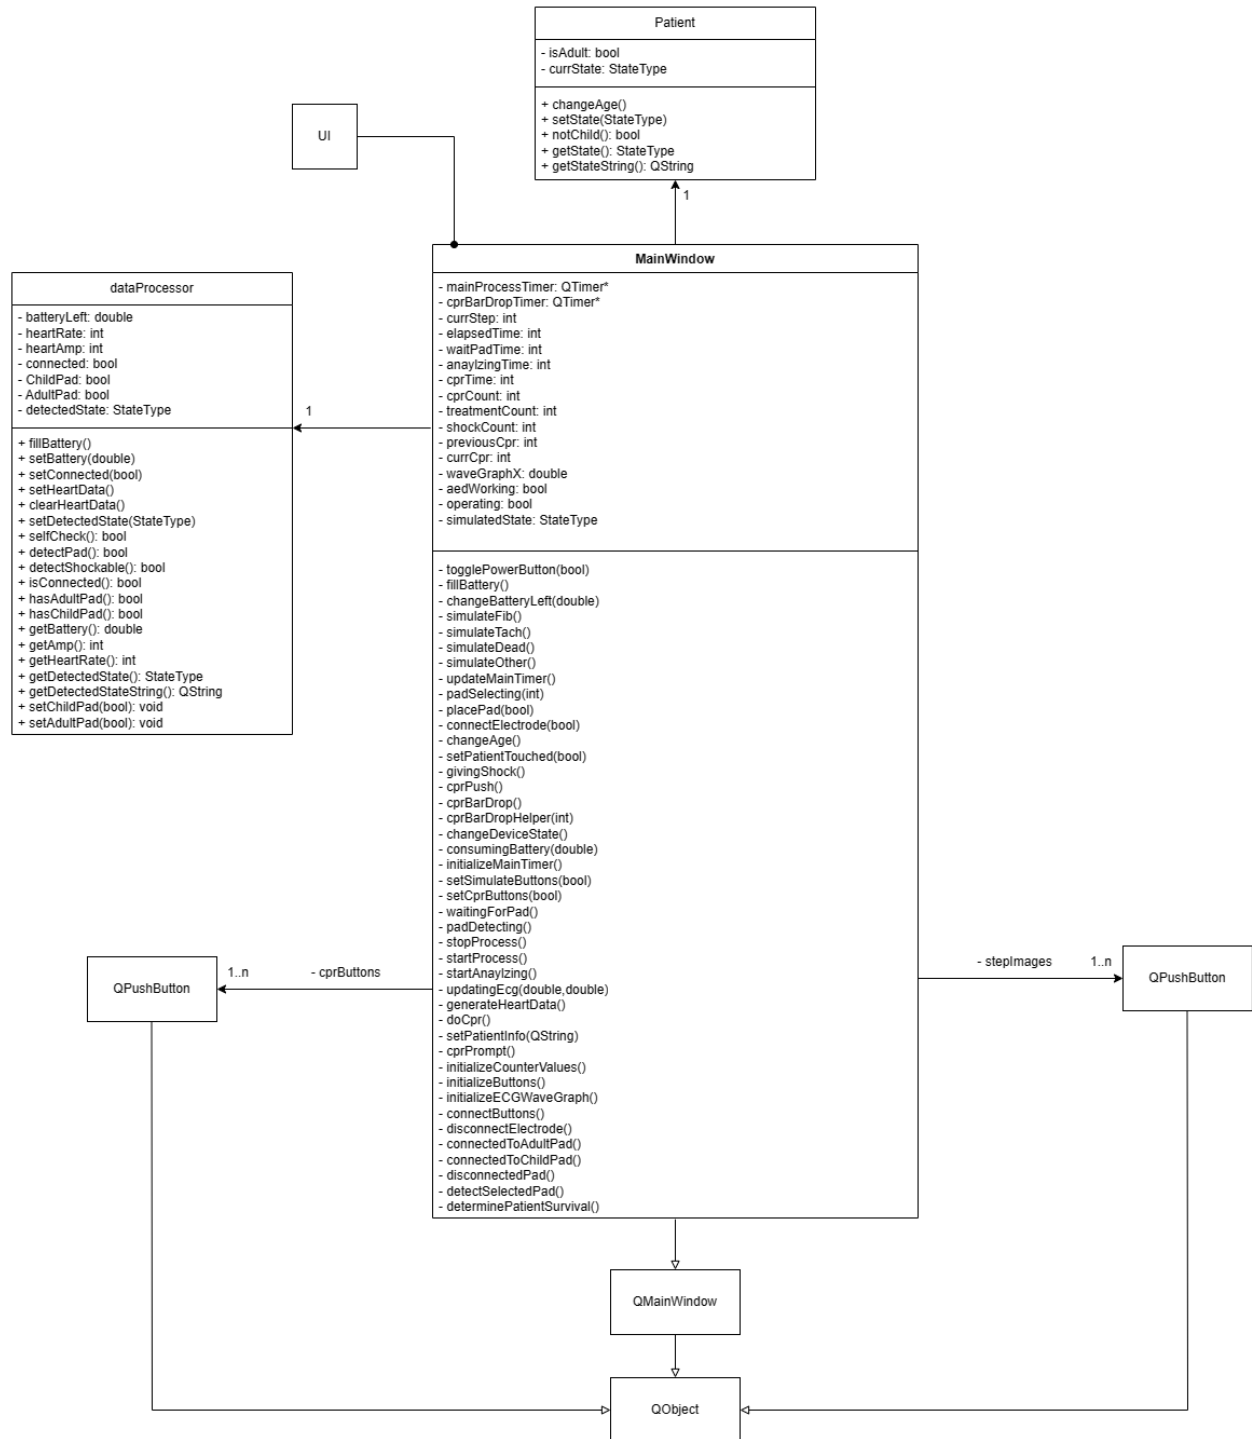 Patient
- isAdult: bool
- currState: StateType
+ changeAge()
+ setState(StateType)
+ notChild(): bool
+ getState(): StateType
+ getStateString(): QString
UI
1
MainWindow
- mainProcessTimer: QTimer*
- cprBarDropTimer: QTimer*
- currStep: int
- elapsedTime: int
- waitPadTime: int
- anaylzingTime: int
- cprTime: int
- cprCount: int
- treatmentCount: int
- shockCount: int
- previousCpr: int
- currCpr: int
- waveGraphX: double
- aedWorking: bool
- operating: bool
- simulatedState: StateType
- togglePowerButton(bool)
- fillBattery()
- changeBatteryLeft(double)
- simulateFib()
- simulateTach()
- simulateDead()
- simulateOther()
- updateMainTimer()
- padSelecting(int)
- placePad(bool)
- connectElectrode(bool)
- changeAge()
- setPatientTouched(bool)
- givingShock()
- cprPush()
- cprBarDrop()
- cprBarDropHelper(int)
- changeDeviceState()
- consumingBattery(double)
- initializeMainTimer()
- setSimulateButtons(bool)
- setCprButtons(bool)
- waitingForPad()
- padDetecting()
- stopProcess()
- startProcess()
- startAnaylzing()
- updatingEcg(double,double)
- generateHeartData()
- doCpr()
- setPatientInfo(QString)
- cprPrompt()
- initializeCounterValues()
- initializeButtons()
- initializeECGWaveGraph()
- connectButtons()
- disconnectElectrode()
- connectedToAdultPad()
- connectedToChildPad()
- disconnectedPad()
- detectSelectedPad()
- determinePatientSurvival()
dataProcessor
- batteryLeft: double
- heartRate: int
- heartAmp: int
- connected: bool
- ChildPad: bool
- AdultPad: bool
- detectedState: StateType
+ fillBattery()
+ setBattery(double)
+ setConnected(bool)
+ setHeartData()
+ clearHeartData()
+ setDetectedState(StateType)
+ selfCheck(): bool
+ detectPad(): bool
+ detectShockable(): bool
+ isConnected(): bool
+ hasAdultPad(): bool
+ hasChildPad(): bool
+ getBattery(): double
+ getAmp(): int
+ getHeartRate(): int
+ getDetectedState(): StateType
+ getDetectedStateString(): QString
+ setChildPad(bool): void
+ setAdultPad(bool): void
1
QPushButton
1..n
- cprButtons
- stepImages
1..n
QPushButton
QMainWindow
QObject